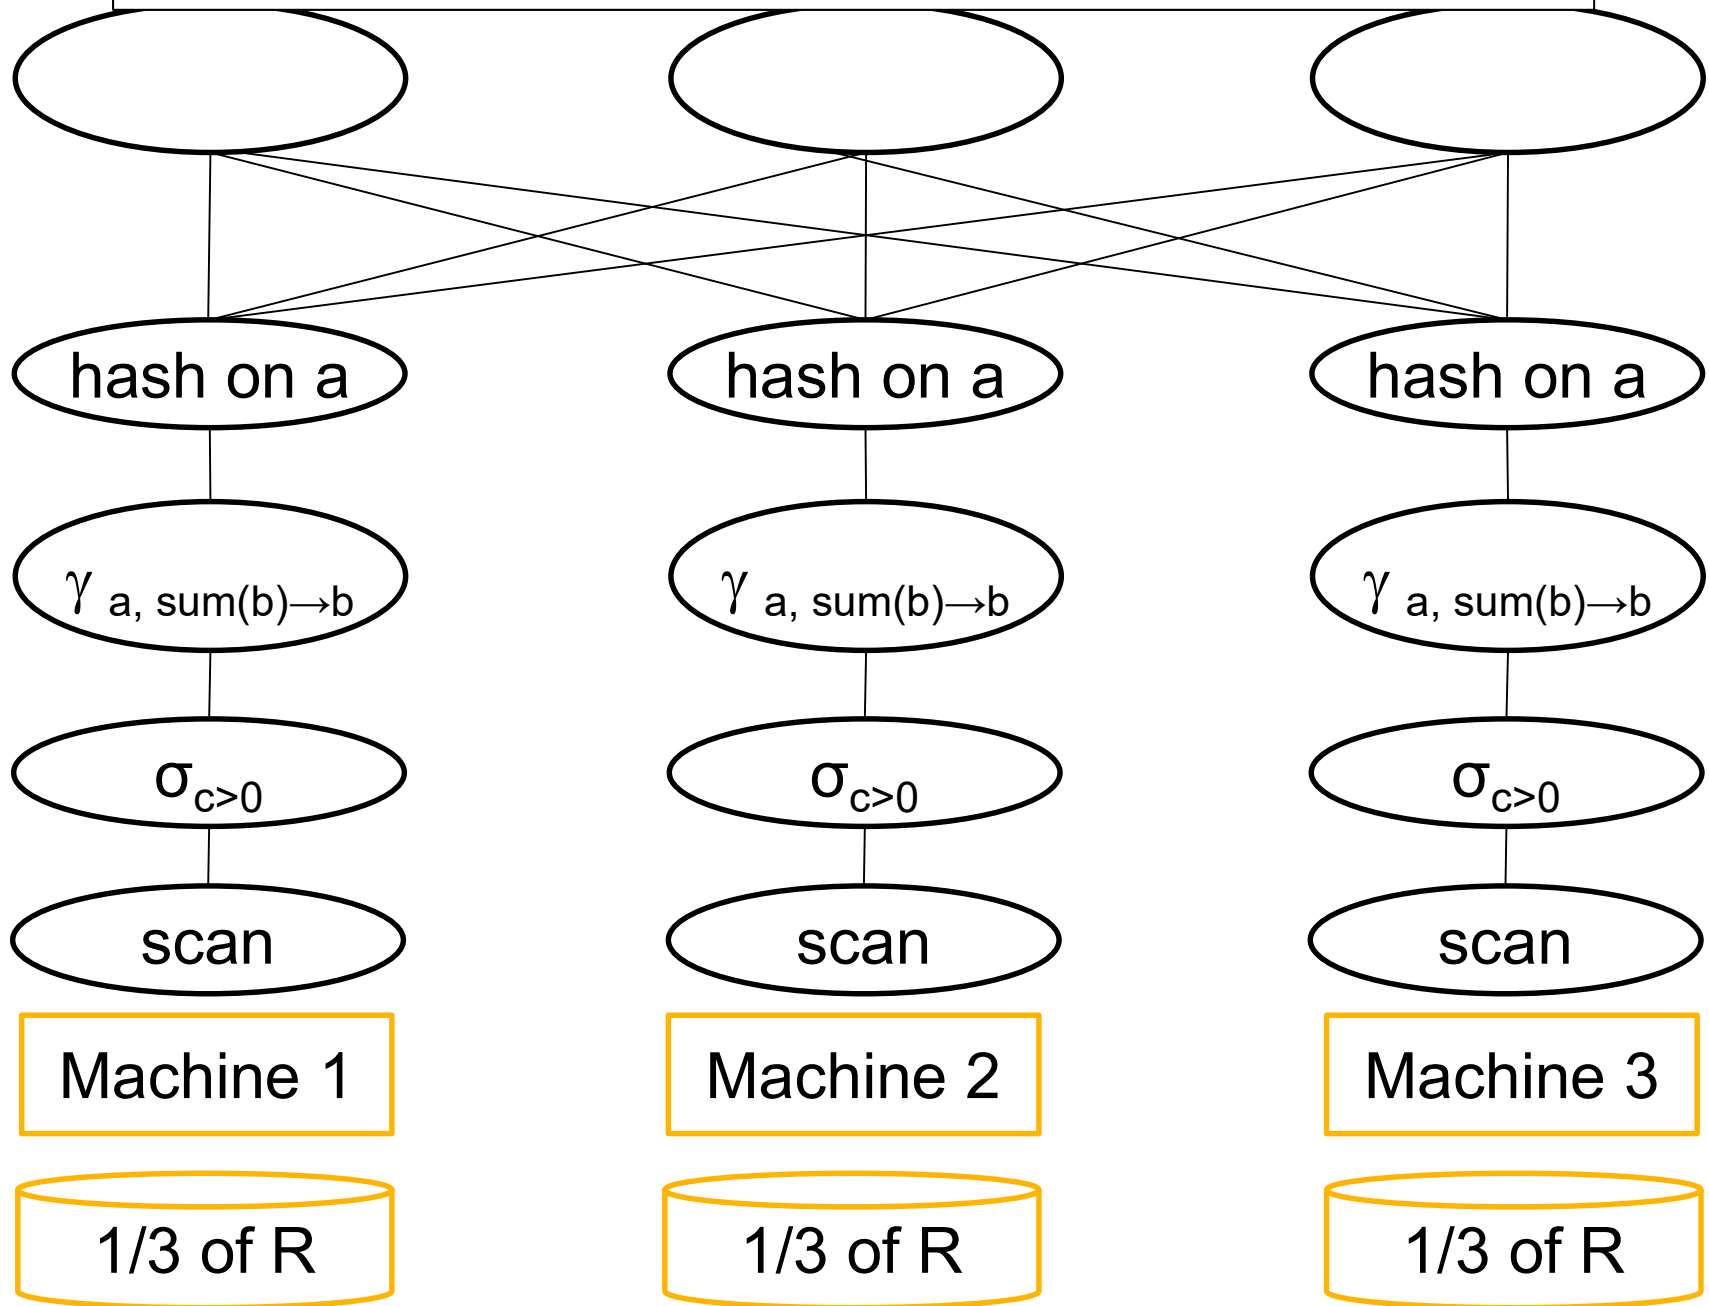 hash on a hash on a hash on a
γ a, sum(b)→b γ a, sum(b)→b γ a, sum(b)→b
σc>0 σc>0 σc>0
scan scan scan
Machine 1 Machine 2 Machine 3
1/3 of R 1/3 of R 1/3 of R